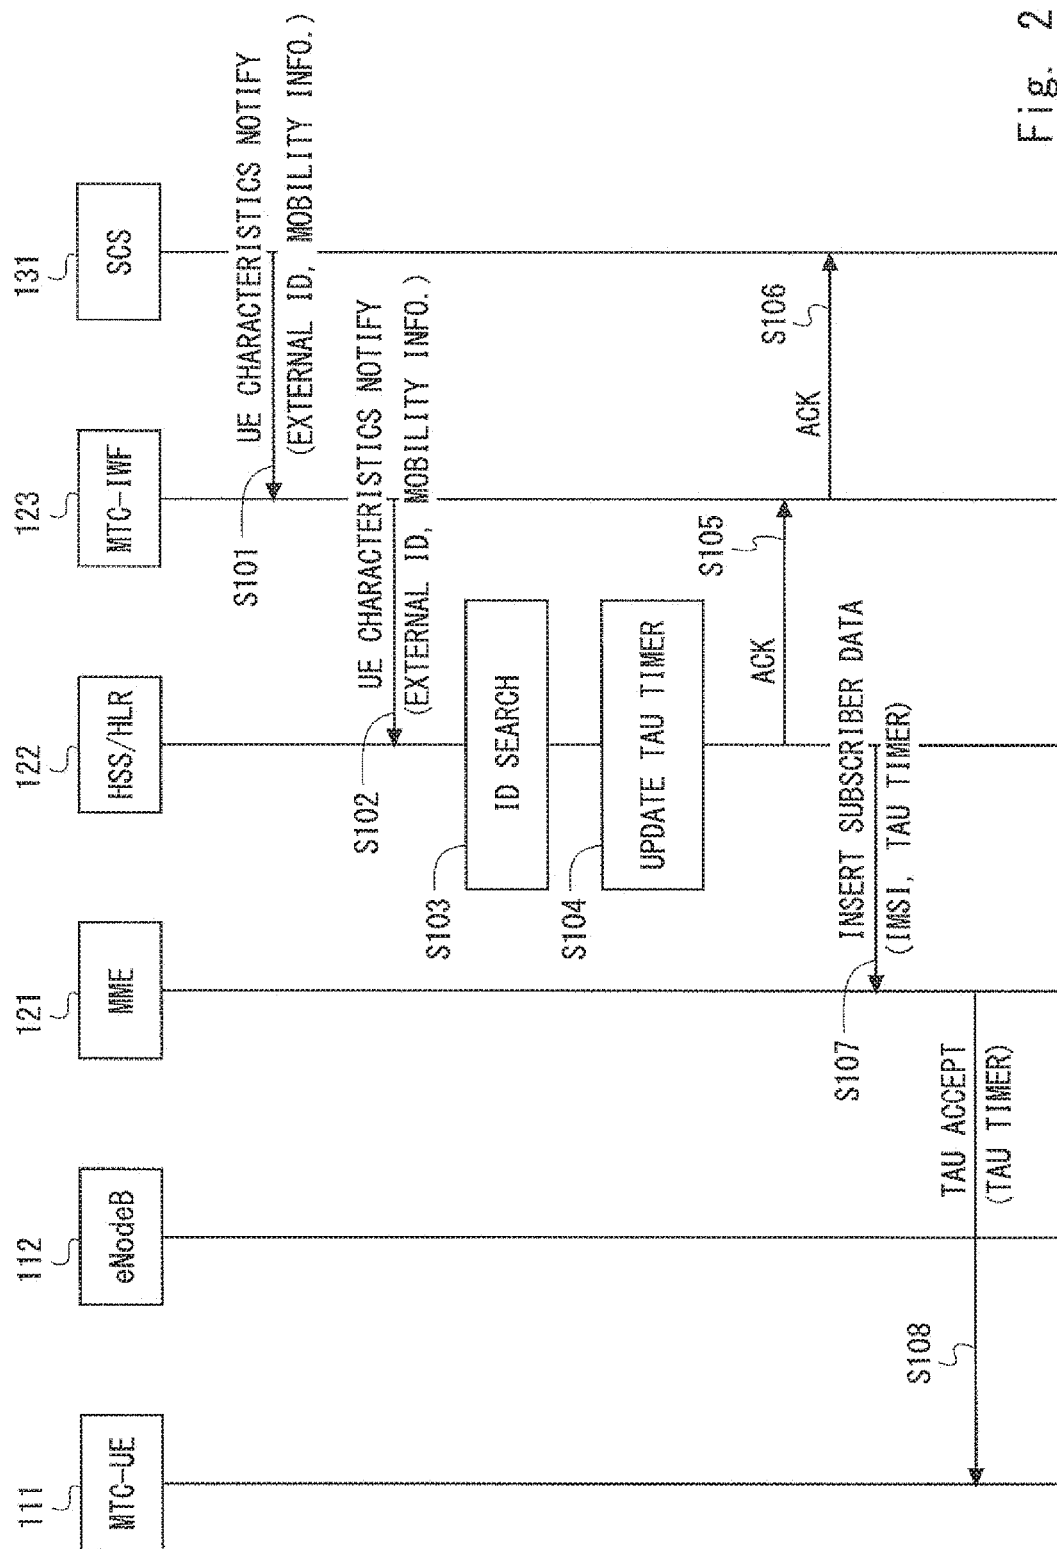 111
MTC-UE
112
eNodeB
121
MME
122
HSS/HLR
123
MTC-IWF
131
SCS
S101
UE CHARACTERISTICS NOTIFY
(EXTERNAL ID, MOBILITY INFO.)
S102
UE CHARACTERISTICS NOTIFY
(EXTERNAL ID, MOBILITY INFO.)
S103
ID SEARCH
S104
UPDATE TAU TIMER
ACK
S105
ACK
S106
S107
INSERT SUBSCRIBER DATA
(IMSI, TAU TIMER)
S108
TAU ACCEPT
(TAU TIMER)
Fig. 2